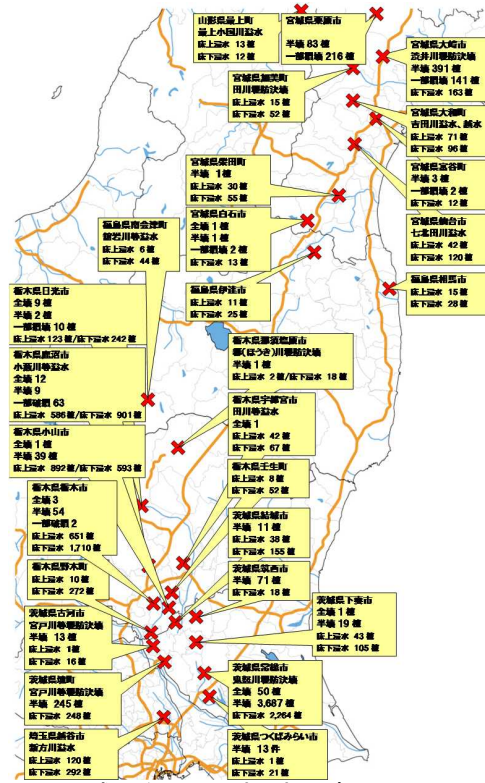 山形県最上町
最上小国川溢水
床上浸水 13 棟
床下浸水 12 棟
宮城県栗原市
半壊 83 棟
一部損壊 216 棟
宮城県大崎市
渋井川堤防決壊
半壊 391 棟
一部損壊 141 棟
床下浸水 163 棟
宮城県加美町
田川堤防決壊
床上浸水 15 棟
床下浸水 52 棟
宮城県大和町
吉田川溢水、越水
床上浸水 71 棟
床下浸水 96 棟
宮城県富谷町
半壊 3 棟
一部損壊 2 棟
床下浸水 12 棟
宮城県柴田町
半壊 1 棟
床上浸水 30 棟
床下浸水 55 棟
宮城県仙台市
七北田川溢水
床上浸水 42 棟
床下浸水 120 棟
宮城県白石市
全壊 1 棟
半壊 1 棟
一部損壊 2 棟
床下浸水 13 棟
福島県南会津町
舘岩川等溢水
床上浸水 6 棟
床下浸水 44 棟
福島県伊達市
床上浸水 11 棟
床下浸水 25 棟
福島県相馬市
床上浸水 15 棟
床下浸水 28 棟
栃木県日光市
全壊 9 棟
半壊 2 棟
一部損壊 10 棟
床上浸水 123 棟/床下浸水 242 棟
栃木県那須塩原市
箒(ほうき)川堤防決壊
半壊 1 棟
床上浸水 2 棟/床下浸水 18 棟
栃木県鹿沼市
小藪川等溢水
全壊 12
半壊 9
一部破損 63
床上浸水 586 棟/床下浸水 901 棟
栃木県宇都宮市
田川等溢水
全壊 1
床上浸水 42 棟
床下浸水 67 棟
栃木県小山市
全壊 1 棟
半壊 39 棟
床上浸水 892 棟/床下浸水 593 棟
栃木県壬生町
床上浸水 8 棟
床下浸水 52 棟
栃木県栃木市
全壊 3
半壊 54
一部破損 2
床上浸水 651 棟
床下浸水 1,710 棟
茨城県結城市
半壊 11 棟
床上浸水 38 棟
床下浸水 155 棟
栃木県野木町
床上浸水 10 棟
床下浸水 272 棟
茨城県筑西市
半壊 71 棟
床下浸水 18 棟
茨城県下妻市
全壊 1 棟
半壊 19 棟
床上浸水 43 棟
床下浸水 105 棟
茨城県古河市
宮戸川等堤防決壊
半壊 13 棟
床上浸水 1棟
床下浸水 16 棟
茨城県境町
宮戸川等堤防決壊
半壊 245 棟
床下浸水 248 棟
茨城県常総市
鬼怒川堤防決壊
全壊 50 棟
半壊 3,687 棟
床下浸水 2,264 棟
埼玉県越谷市
新方川溢水
床上浸水 120 棟
床下浸水 292 棟
茨城県つくばみらい市
半壊 13 件
床上浸水 1 棟
床下浸水 21 棟